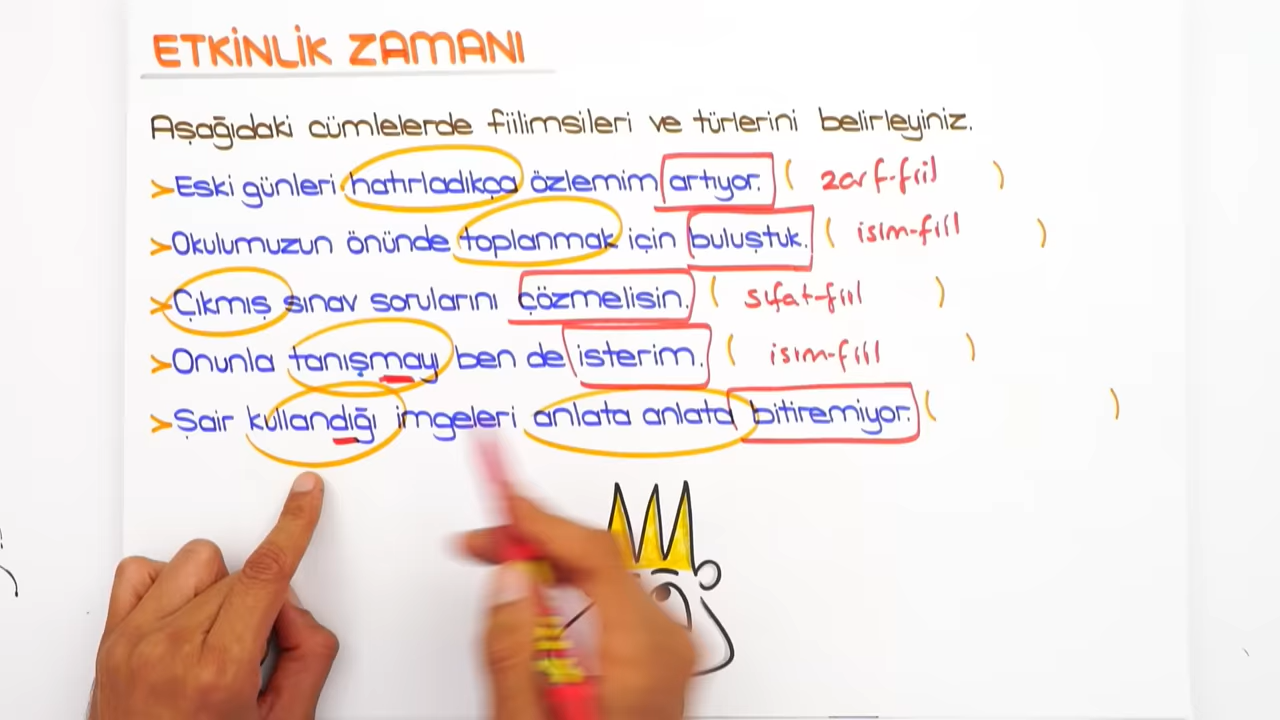 ETKİNLİK ZAMANI
Aşağıdaki cümlelerde fiilimsileri ve türlerini belirleyiniz.
➤Eski günleri hatırladıkça özlemim artıyor. ( zarf-fiil )
➤Okulumuzun önünde toplanmak için buluştuk. ( isim-fiil )
➤Çıkmış sınav sorularını çözmelisin. ( sıfat-fiil )
➤Onunla tanışmayı ben de isterim. ( isim-fiil )
➤Şair kullandığı imgeleri anlata anlata bitiremiyor. ( )